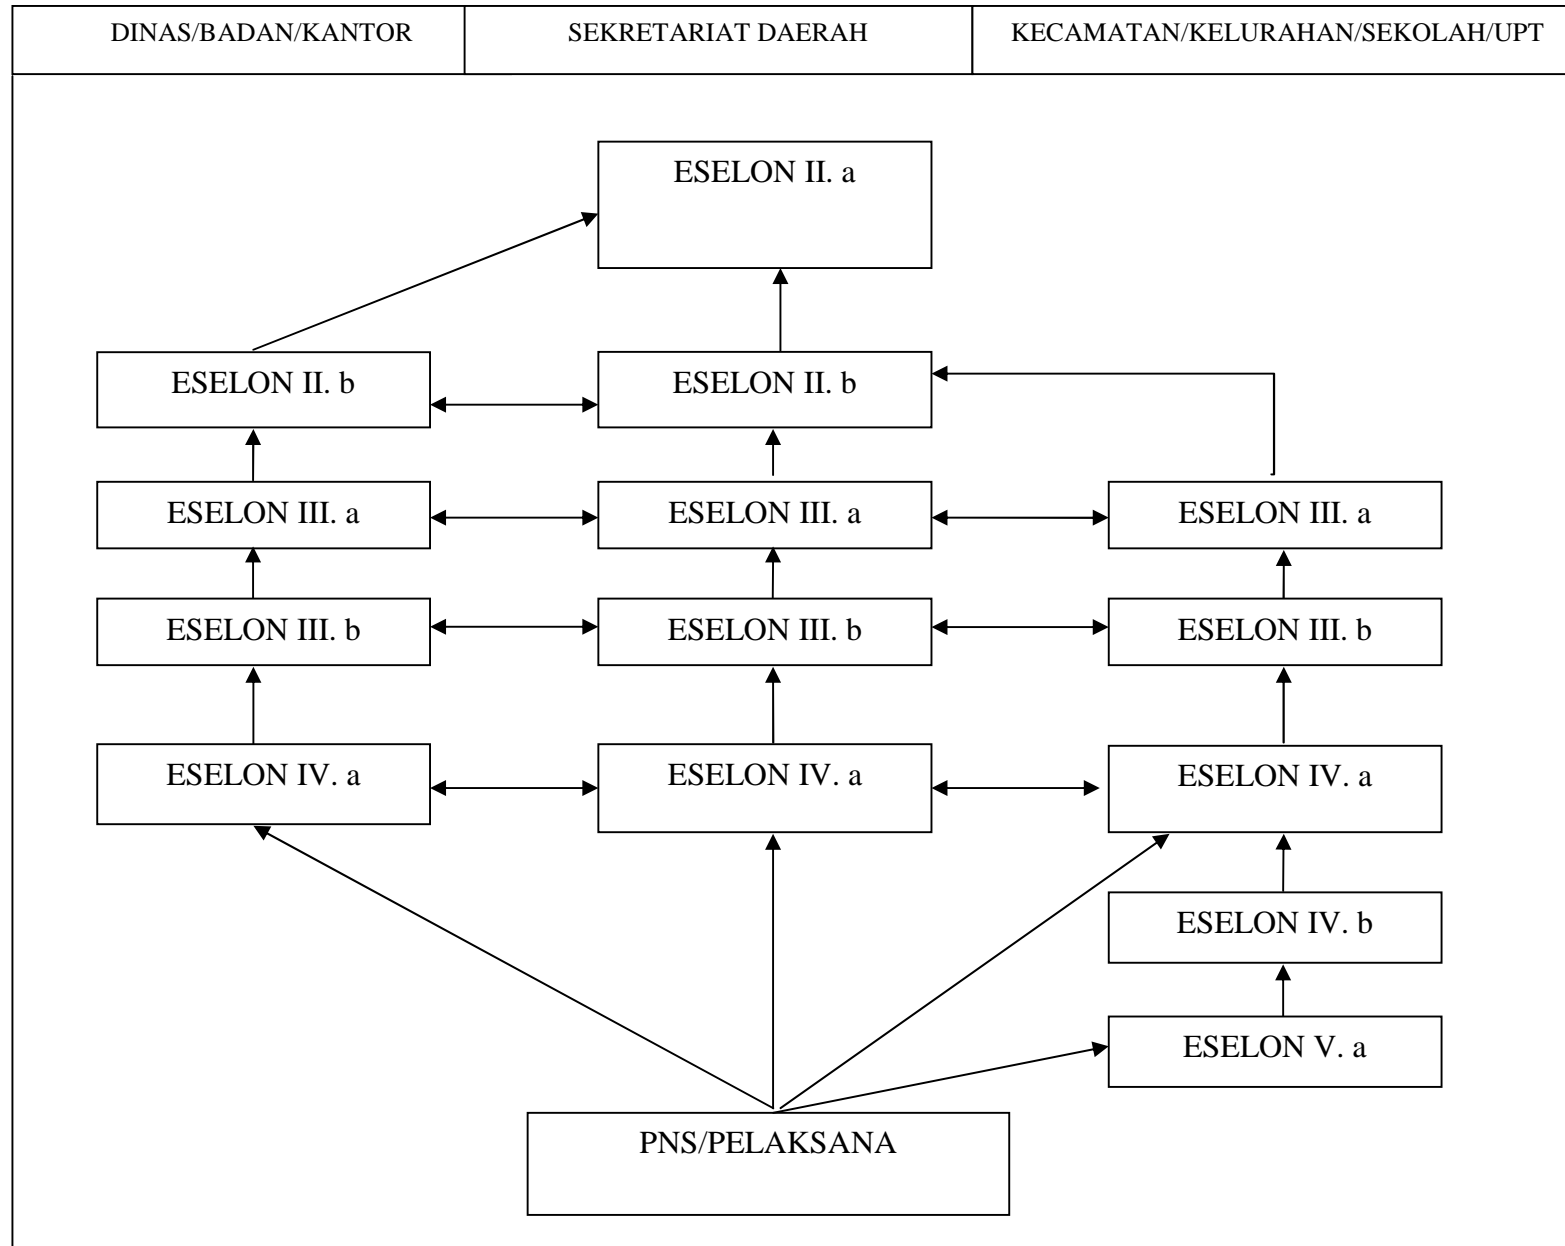 DINAS/BADAN/KANTOR
SEKRETARIAT DAERAH
KECAMATAN/KELURAHAN/SEKOLAH/UPT
ESELON II. a
ESELON II. b
ESELON II. b
ESELON III. a
ESELON III. a
ESELON III. a
ESELON III. b
ESELON III. b
ESELON III. b
ESELON IV. a
ESELON IV. a
ESELON IV. a
ESELON IV. b
ESELON V. a
PNS/PELAKSANA